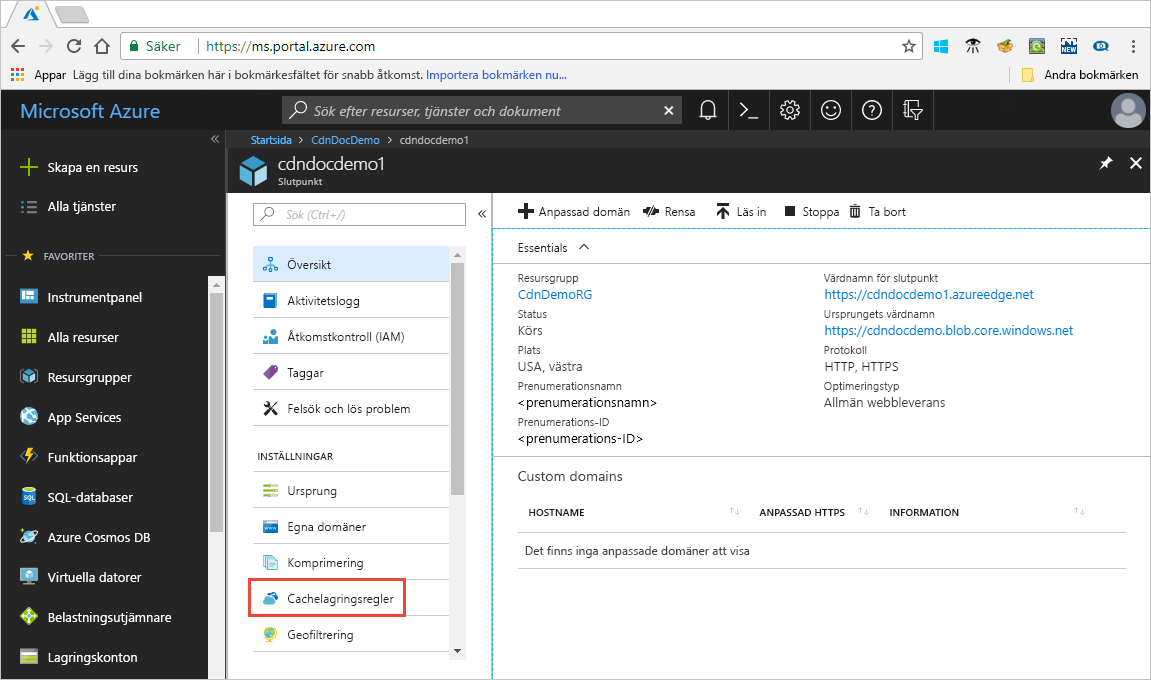 Säker
https://ms.portal.azure.com
NEW
Appar Lägg till dina bokmärken här i bokmärkesfältet för snabb åtkomst. Importera bokmärken nu...
Andra bokmärken
Microsoft Azure
Sök efter resurser, tjänster och dokument
Startsida > CdnDocDemo > cdndocdemo1
cdndocdemo1
Slutpunkt
Skapa en resurs
Alla tjänster
FAVORITER
Instrumentpanel
Alla resurser
Resursgrupper
App Services
Funktionsappar
SQL-databaser
Azure Cosmos DB
Virtuella datorer
Belastningsutjämnare
Lagringskonton
Sök (Ctrl+/)
Översikt
Aktivitetslogg
Åtkomstkontroll (IAM)
Taggar
Felsök och lös problem
INSTÄLLNINGAR
Ursprung
Egna domäner
Komprimering
Cachelagringsregler
Geofiltrering
Anpassad domän Rensa Läs in Stoppa Ta bort
Essentials
Resursgrupp
CdnDemoRG
Status
Körs
Plats
USA, västra
Prenumerationsnamn
<prenumerationsnamn>
Prenumerations-ID
<prenumerations-ID>
Värdnamn för slutpunkt
https://cdndocdemo1.azureedge.net
Ursprungets värdnamn
https://cdndocdemo.blob.core.windows.net
Protokoll
HTTP, HTTPS
Optimeringstyp
Allmän webbleverans
Custom domains
HOSTNAME ANPASSAD HTTPS INFORMATION
Det finns inga anpassade domäner att visa